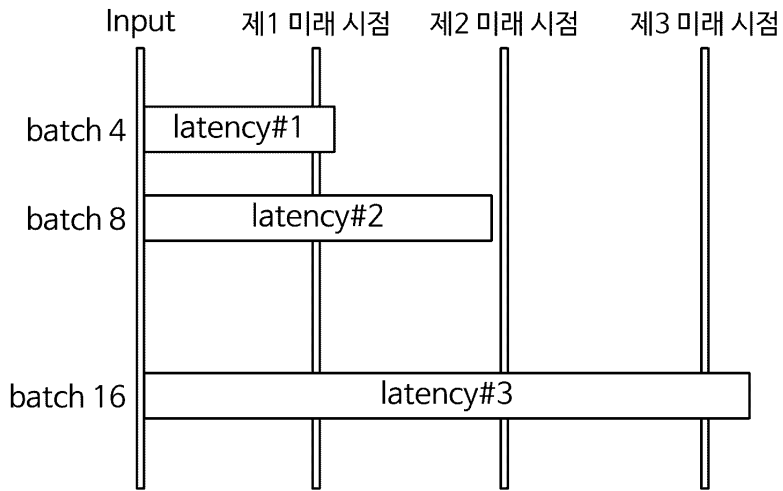 Input 제1 미래 시점 제2 미래 시점 제3 미래 시점
batch 4 latency#1
batch 8 latency#2
batch 16 latency#3